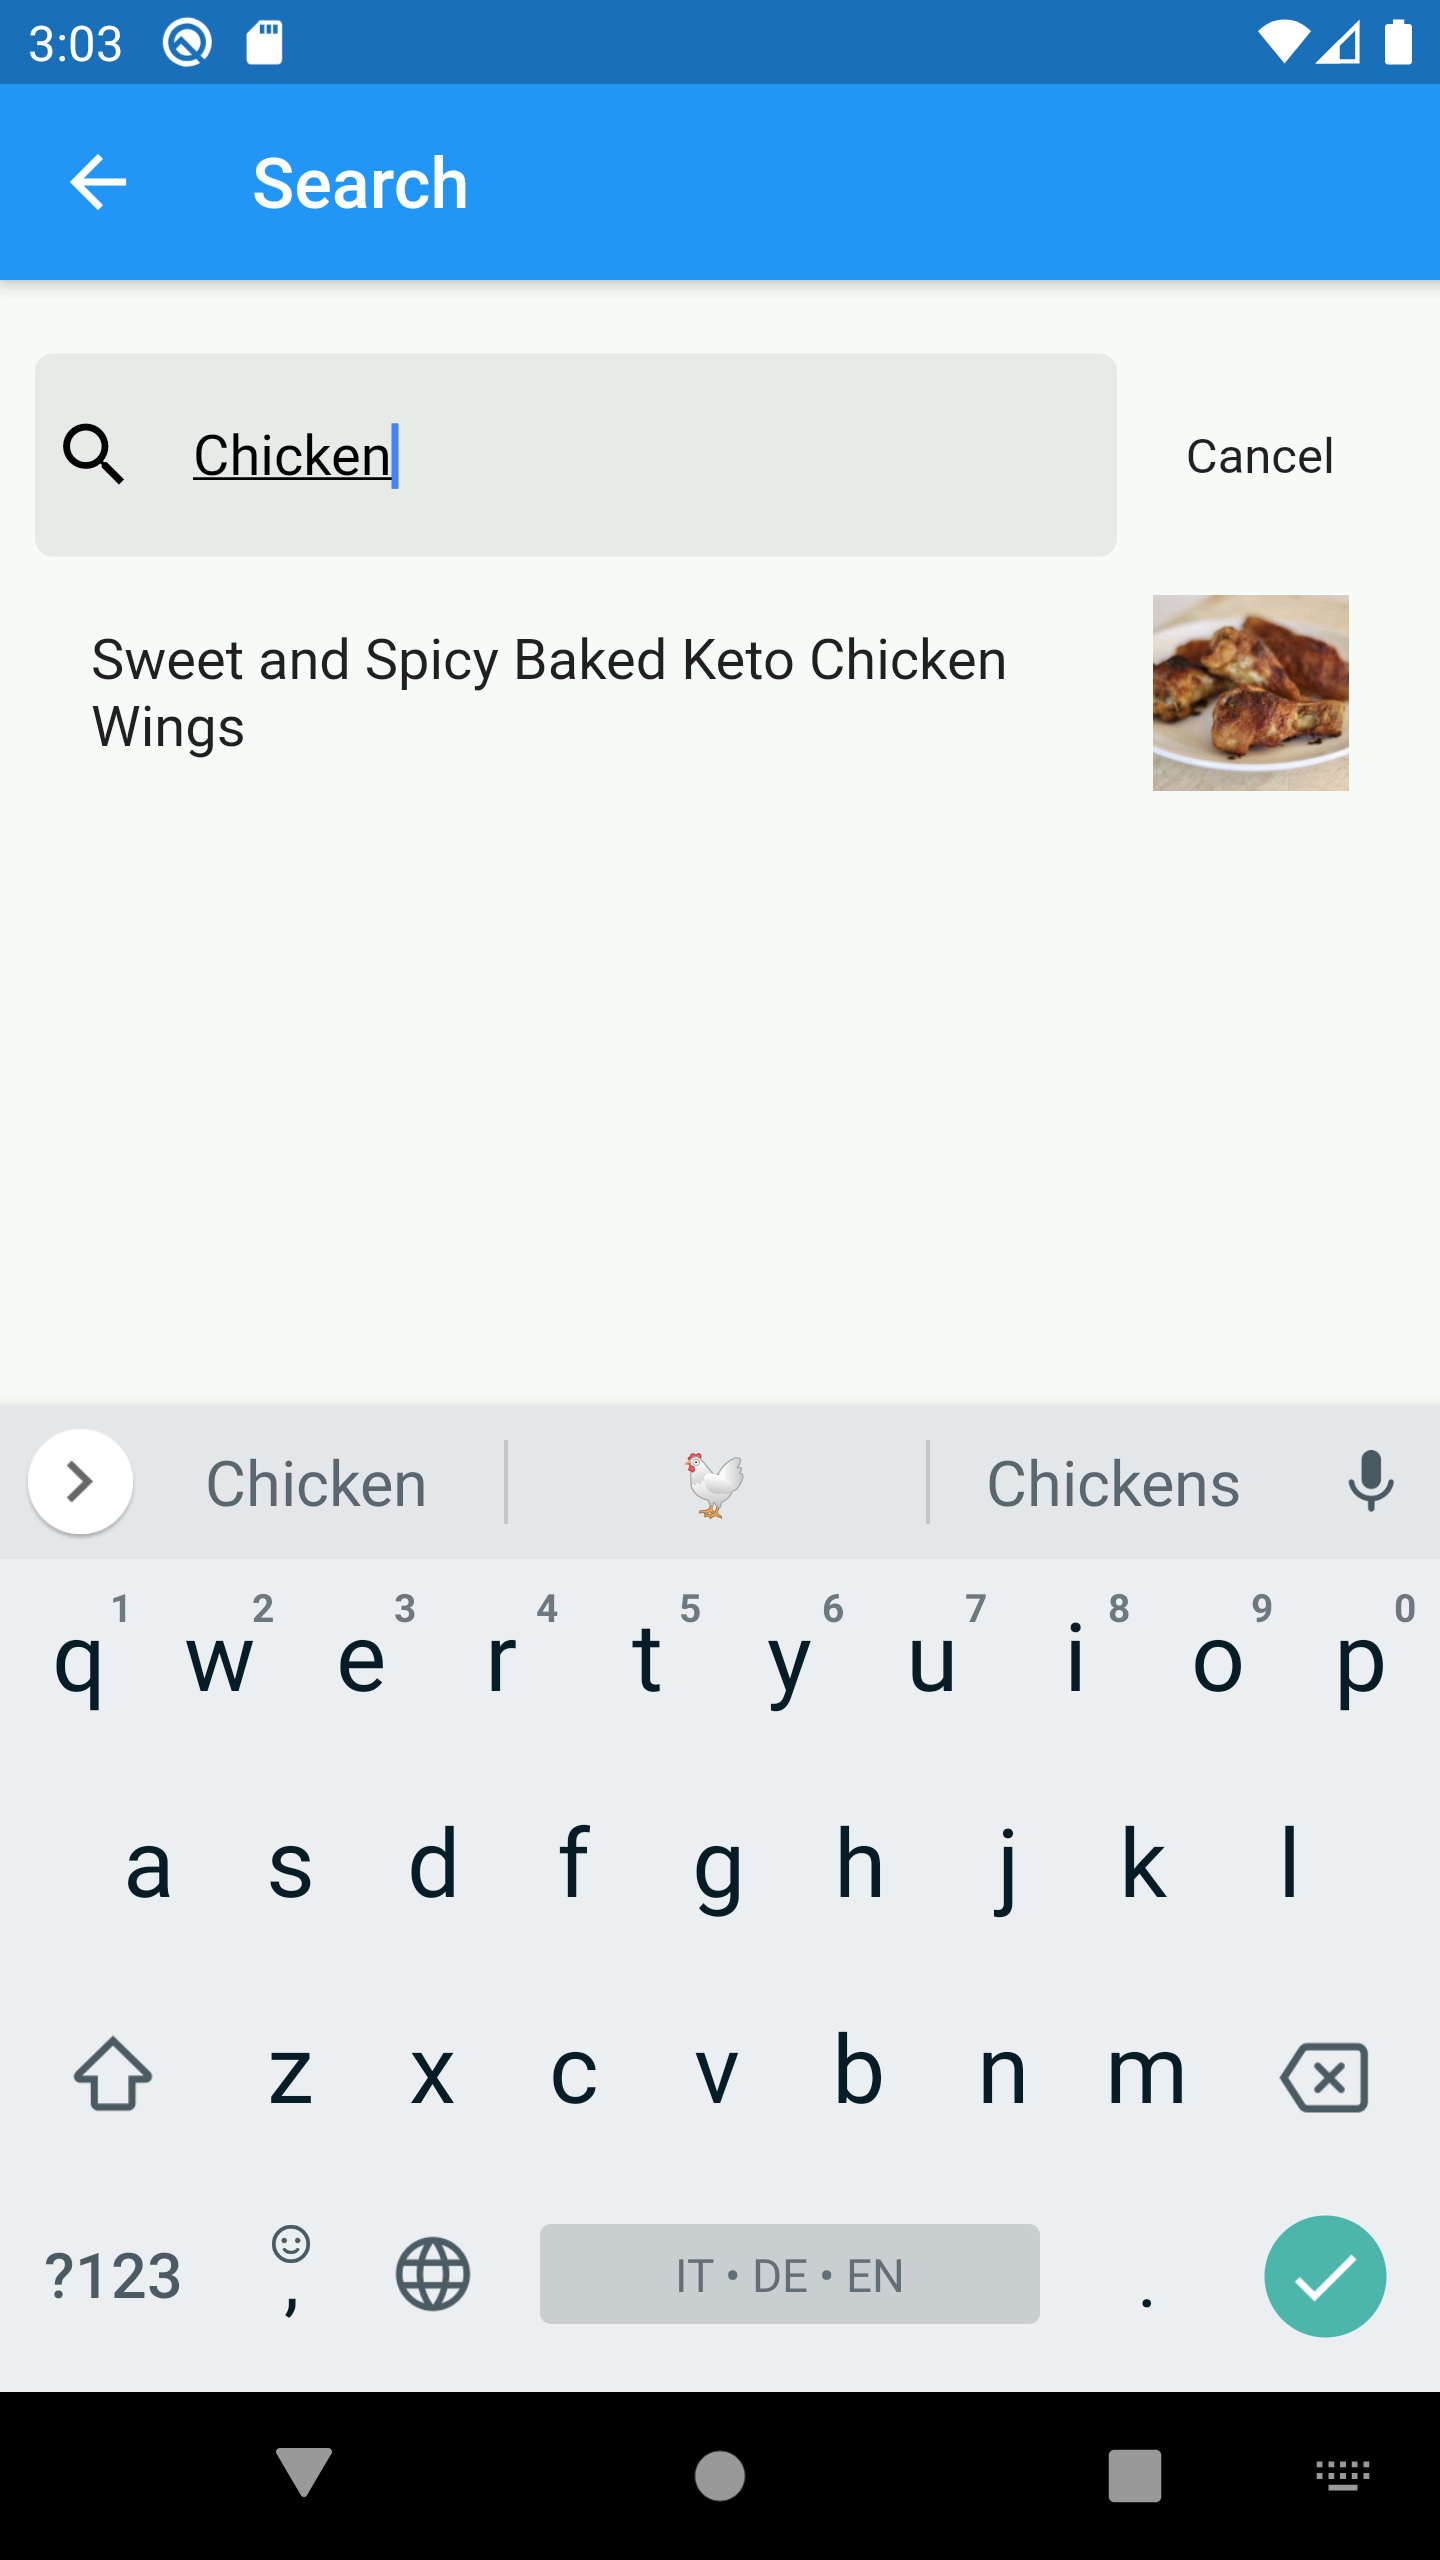 3:03
Search
Chicken
Cancel
Sweet and Spicy Baked Keto Chicken
Wings
Chicken
Chickens
1 2 3 4 5 6 7 8 9 0
q w e r t y u i o p
a s d f g h j k l
z x c v b n m
?123 , IT • DE • EN .